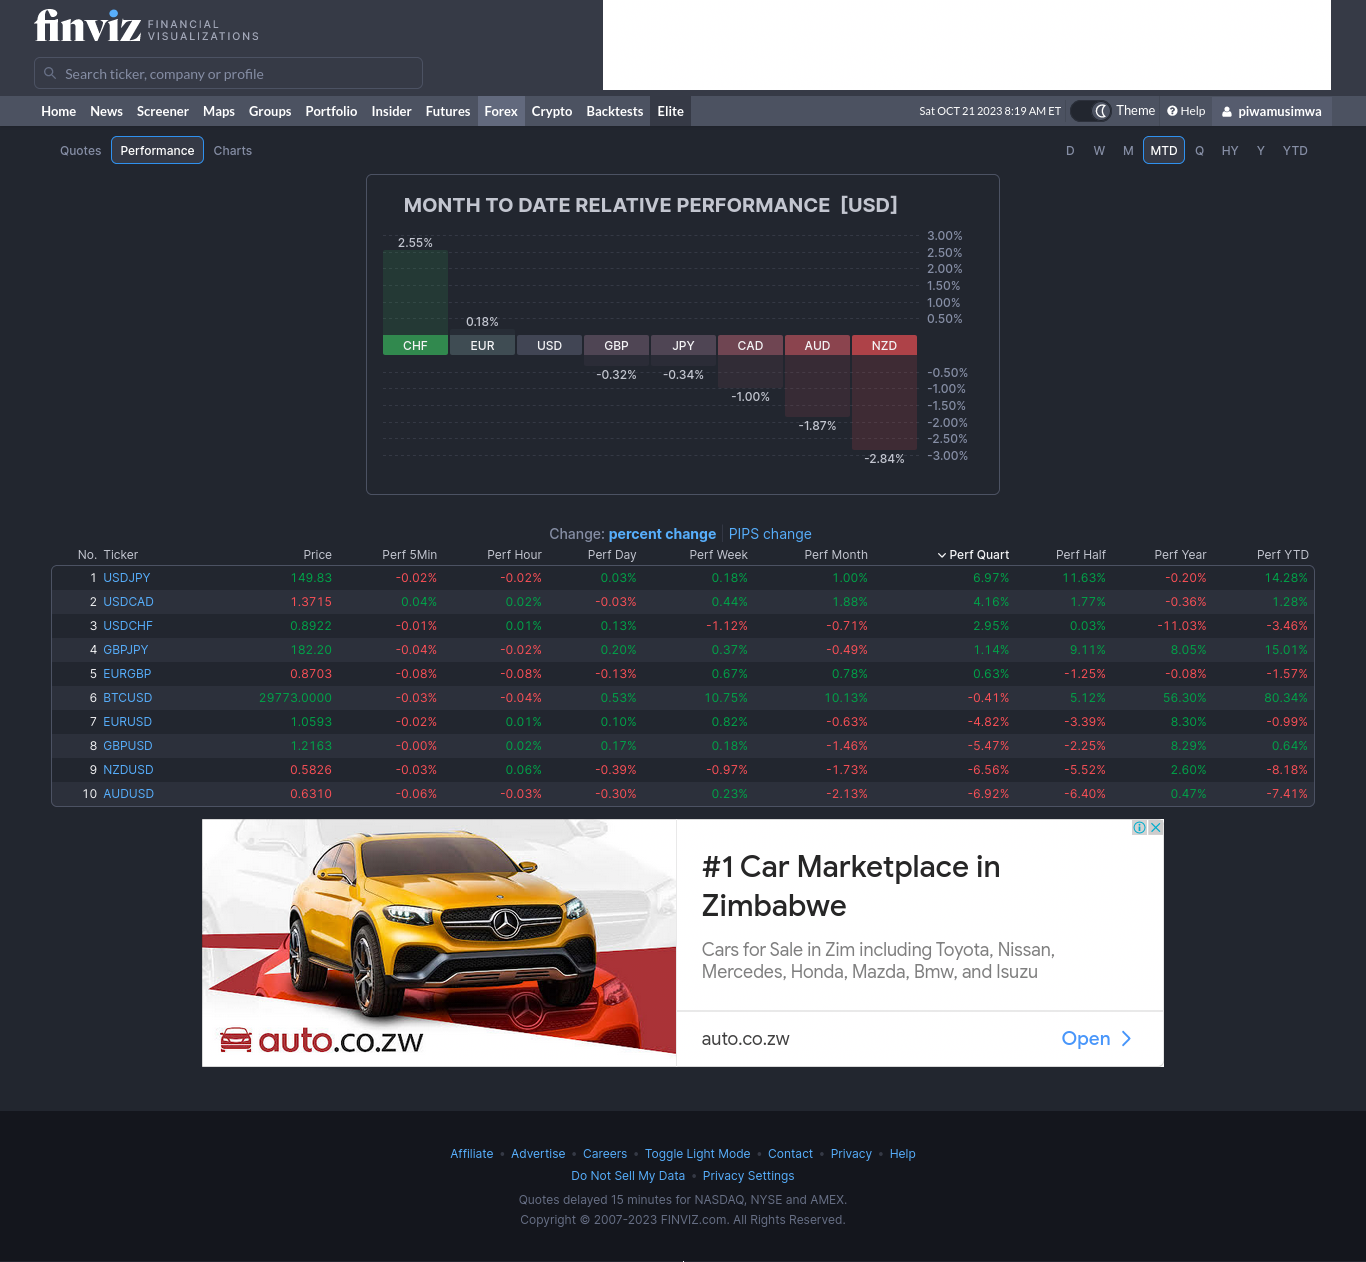 finviz FINANCIAL
VISUALIZATIONS
Search ticker, company or profile
Home News Screener Maps Groups Portfolio Insider Futures Forex Crypto Backtests Elite Sat OCT 21 2023 8:19 AM ET Theme Help piwamusimwa
Quotes Performance Charts D W M MTD Q HY Y YTD
MONTH TO DATE RELATIVE PERFORMANCE [USD]
3.00%
2.55%
2.50%
2.00%
1.50%
1.00%
0.18% 0.50%
CHF EUR USD GBP JPY CAD AUD NZD
-0.32% -0.34% -0.50%
-1.00%
-1.00%
-1.50%
-1.87% -2.00%
-2.50%
-2.84% -3.00%
Change: percent change PIPS change
No. Ticker Price Perf 5Min Perf Hour Perf Day Perf Week Perf Month Perf Quart Perf Half Perf Year Perf YTD
1 USDJPY 149.83 -0.02% -0.02% 0.03% 0.18% 1.00% 6.97% 11.63% -0.20% 14.28%
2 USDCAD 1.3715 0.04% 0.02% -0.03% 0.44% 1.88% 4.16% 1.77% -0.36% 1.28%
3 USDCHF 0.8922 -0.01% 0.01% 0.13% -1.12% -0.71% 2.95% 0.03% -11.03% -3.46%
4 GBPJPY 182.20 -0.04% -0.02% 0.20% 0.37% -0.49% 1.14% 9.11% 8.05% 15.01%
5 EURGBP 0.8703 -0.08% -0.08% -0.13% 0.67% 0.78% 0.63% -1.25% -0.08% -1.57%
6 BTCUSD 29773.0000 -0.03% -0.04% 0.53% 10.75% 10.13% -0.41% 5.12% 56.30% 80.34%
7 EURUSD 1.0593 -0.02% 0.01% 0.10% 0.82% -0.63% -4.82% -3.39% 8.30% -0.99%
8 GBPUSD 1.2163 -0.00% 0.02% 0.17% 0.18% -1.46% -5.47% -2.25% 8.29% 0.64%
9 NZDUSD 0.5826 -0.03% 0.06% -0.39% -0.97% -1.73% -6.56% -5.52% 2.60% -8.18%
10 AUDUSD 0.6310 -0.06% -0.03% -0.30% 0.23% -2.13% -6.92% -6.40% 0.47% -7.41%
#1 Car Marketplace in
Zimbabwe
Cars for Sale in Zim including Toyota, Nissan,
Mercedes, Honda, Mazda, Bmw, and Isuzu
auto.co.zw
auto.co.zw Open
Affiliate • Advertise • Careers • Toggle Light Mode • Contact • Privacy • Help
Do Not Sell My Data • Privacy Settings
Quotes delayed 15 minutes for NASDAQ, NYSE and AMEX.
Copyright © 2007-2023 FINVIZ.com. All Rights Reserved.